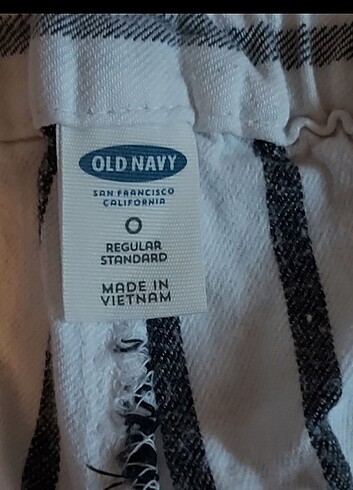 OLD NAVY
SAN FRANCISCO
CALIFORNIA
0
REGULAR
STANDARD
MADE IN
VIETNAM